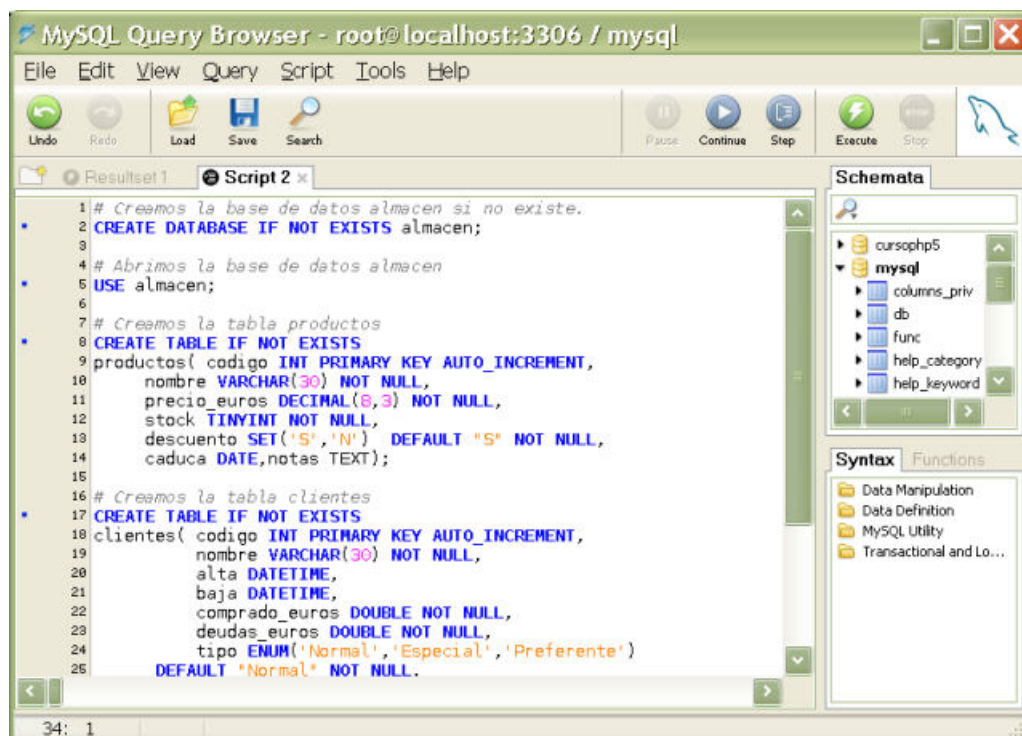 MySQL Query Browser - root@localhost:3306 / mysql
File Edit View Query Script Tools Help
Undo Redo Load Save Search Pause Continue Step Execute Stop
Resultset 1 Script 2
1 # Creamos la base de datos almacen si no existe.
2 CREATE DATABASE IF NOT EXISTS almacen;
3
4 # Abrimos la base de datos almacen
5 USE almacen;
6
7 # Creamos la tabla productos
8 CREATE TABLE IF NOT EXISTS
9 productos( codigo INT PRIMARY KEY AUTO_INCREMENT,
10 nombre VARCHAR(30) NOT NULL,
11 precio_euros DECIMAL(8,3) NOT NULL,
12 stock TINYINT NOT NULL,
13 descuento SET('S','N') DEFAULT "S" NOT NULL,
14 caduca DATE,notas TEXT);
15
16 # Creamos la tabla clientes
17 CREATE TABLE IF NOT EXISTS
18 clientes( codigo INT PRIMARY KEY AUTO_INCREMENT,
19 nombre VARCHAR(30) NOT NULL,
20 alta DATETIME,
21 baja DATETIME,
22 comprado_euros DOUBLE NOT NULL,
23 deudas_euros DOUBLE NOT NULL,
24 tipo ENUM('Normal','Especial','Preferente')
25 DEFAULT "Normal" NOT NULL,
34: 1
Schemata
cursophp5
mysql
columns_priv
db
func
help_category
help_keyword
Syntax Functions
Data Manipulation
Data Definition
MySQL Utility
Transactional and Lo...